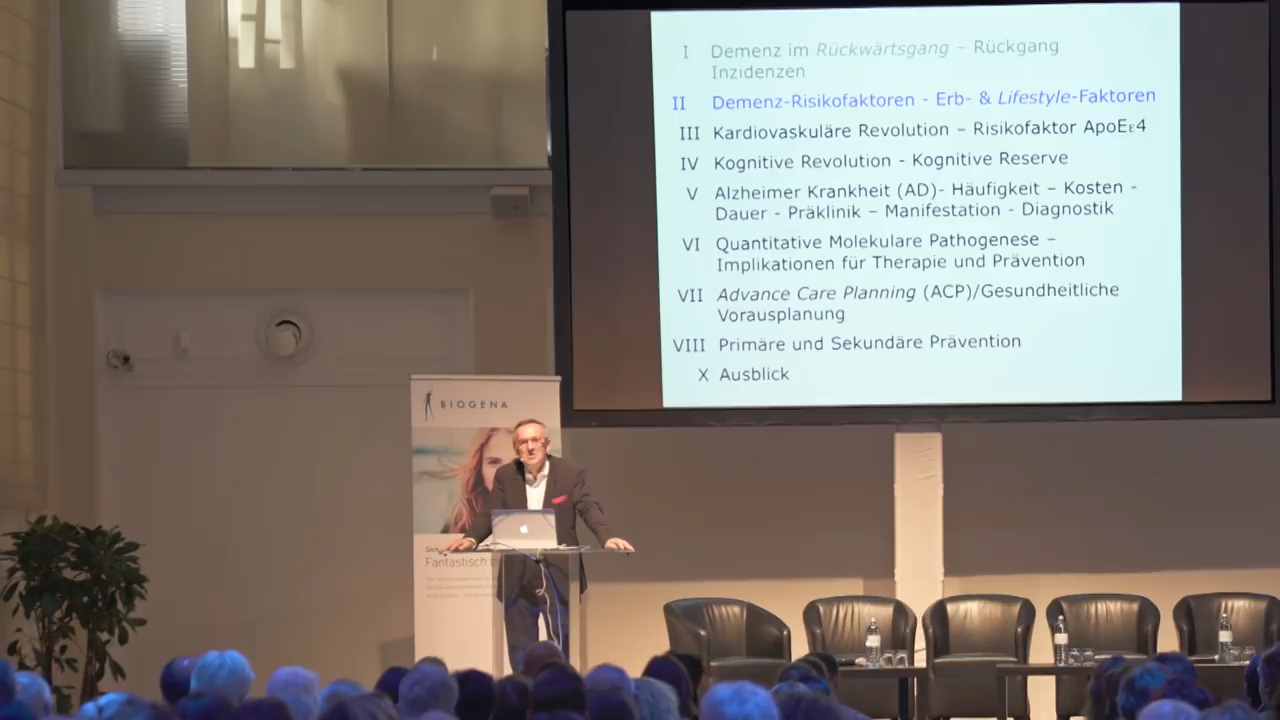 I Demenz im Rückwärtsgang – Rückgang
Inzidenzen
II Demenz-Risikofaktoren - Erb- & Lifestyle-Faktoren
III Kardiovaskuläre Revolution – Risikofaktor ApoEε4
IV Kognitive Revolution - Kognitive Reserve
V Alzheimer Krankheit (AD)- Häufigkeit – Kosten -
Dauer - Präklinik – Manifestation - Diagnostik
VI Quantitative Molekulare Pathogenese –
Implikationen für Therapie und Prävention
VII Advance Care Planning (ACP)/Gesundheitliche
Vorausplanung
VIII Primäre und Sekundäre Prävention
X Ausblick
BIOGENA
Fantastisch